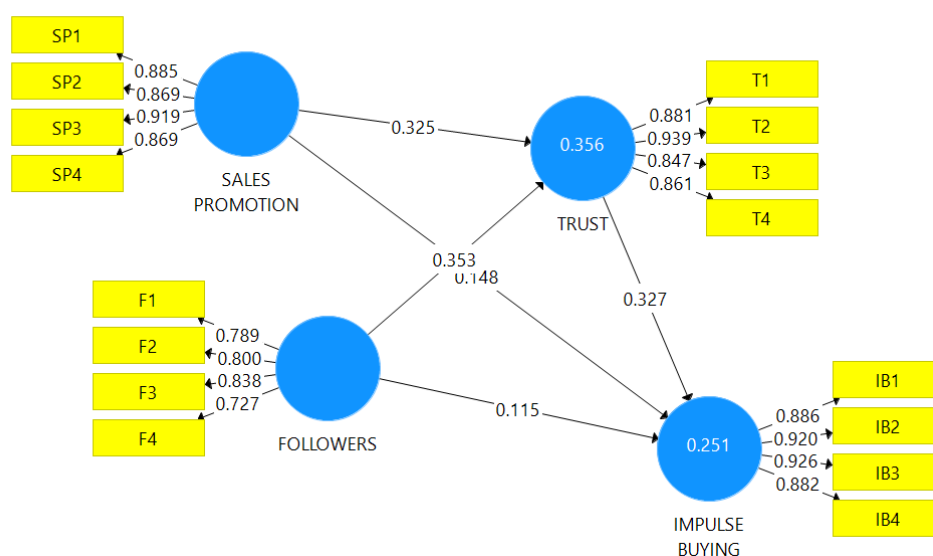 SP1
SP2
SP3
SP4
0.885
0.869
0.919
0.869
SALES
PROMOTION
0.325
0.356
TRUST
0.881
0.939
0.847
0.861
T1
T2
T3
T4
0.353
0.148
0.327
F1
F2
F3
F4
0.789
0.800
0.838
0.727
FOLLOWERS
0.115
0.251
IMPULSE
BUYING
0.886
0.920
0.926
0.882
IB1
IB2
IB3
IB4